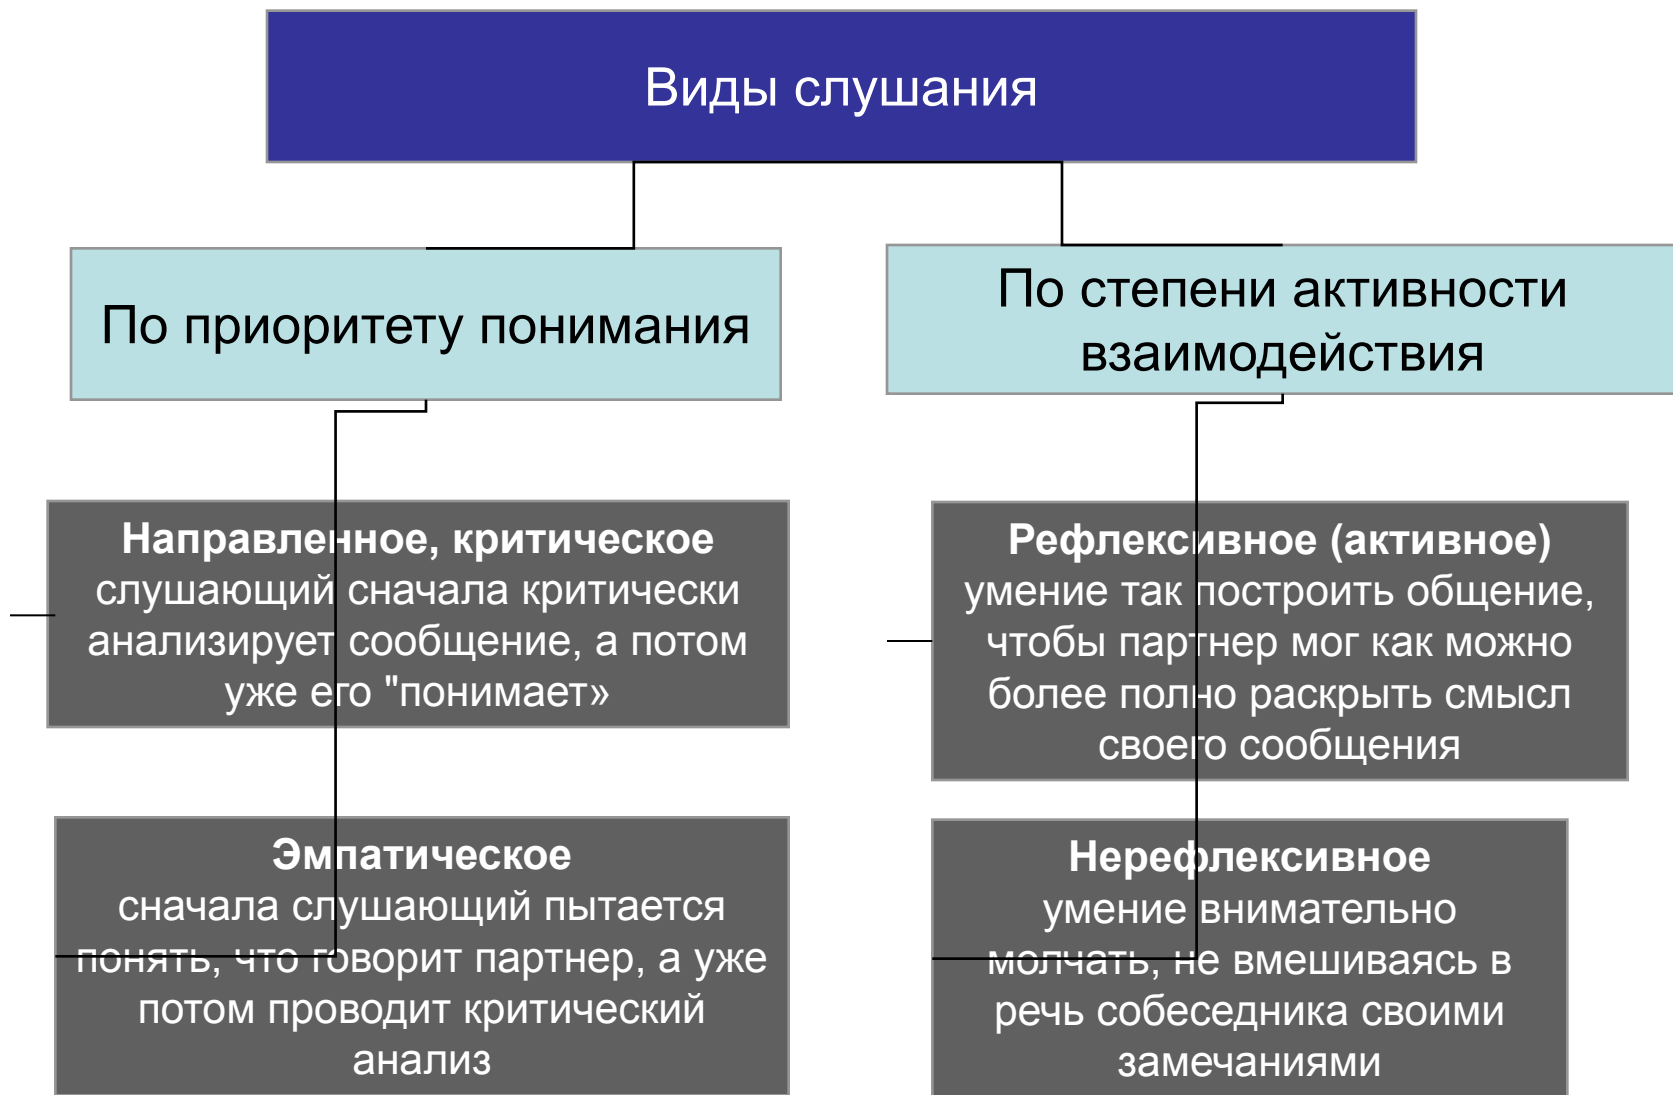 Виды слушания
По приоритету понимания
По степени активности
взаимодействия
Направленное, критическое
слушающий сначала критически
анализирует сообщение, а потом
уже его "понимает»
Рефлексивное (активное)
умение так построить общение,
чтобы партнер мог как можно
более полно раскрыть смысл
своего сообщения
Эмпатическое
сначала слушающий пытается
понять, что говорит партнер, а уже
потом проводит критический
анализ
Нерефлексивное
умение внимательно
молчать, не вмешиваясь в
речь собеседника своими
замечаниями